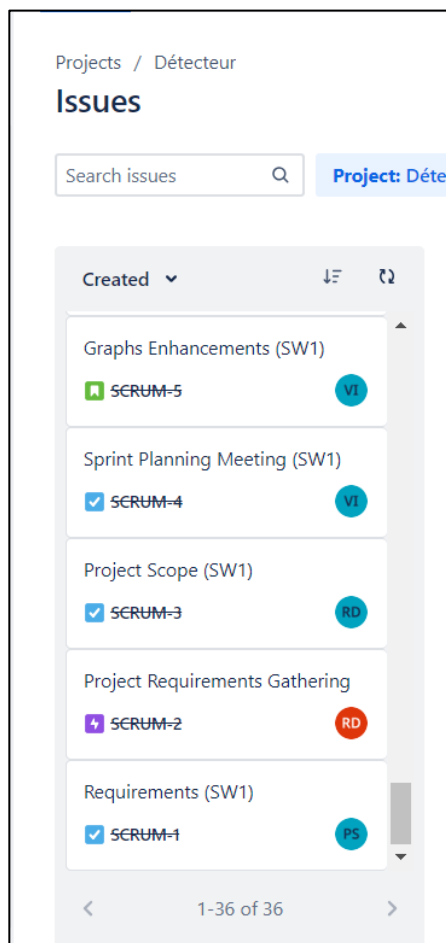 Projects / Détecteur
Issues
Search issues
Project: Déte
Created
Graphs Enhancements (SW1)
SCRUM-5 VI
Sprint Planning Meeting (SW1)
SCRUM-4 VI
Project Scope (SW1)
SCRUM-3 RD
Project Requirements Gathering
SCRUM-2 RD
Requirements (SW1)
SCRUM-1 PS
1-36 of 36